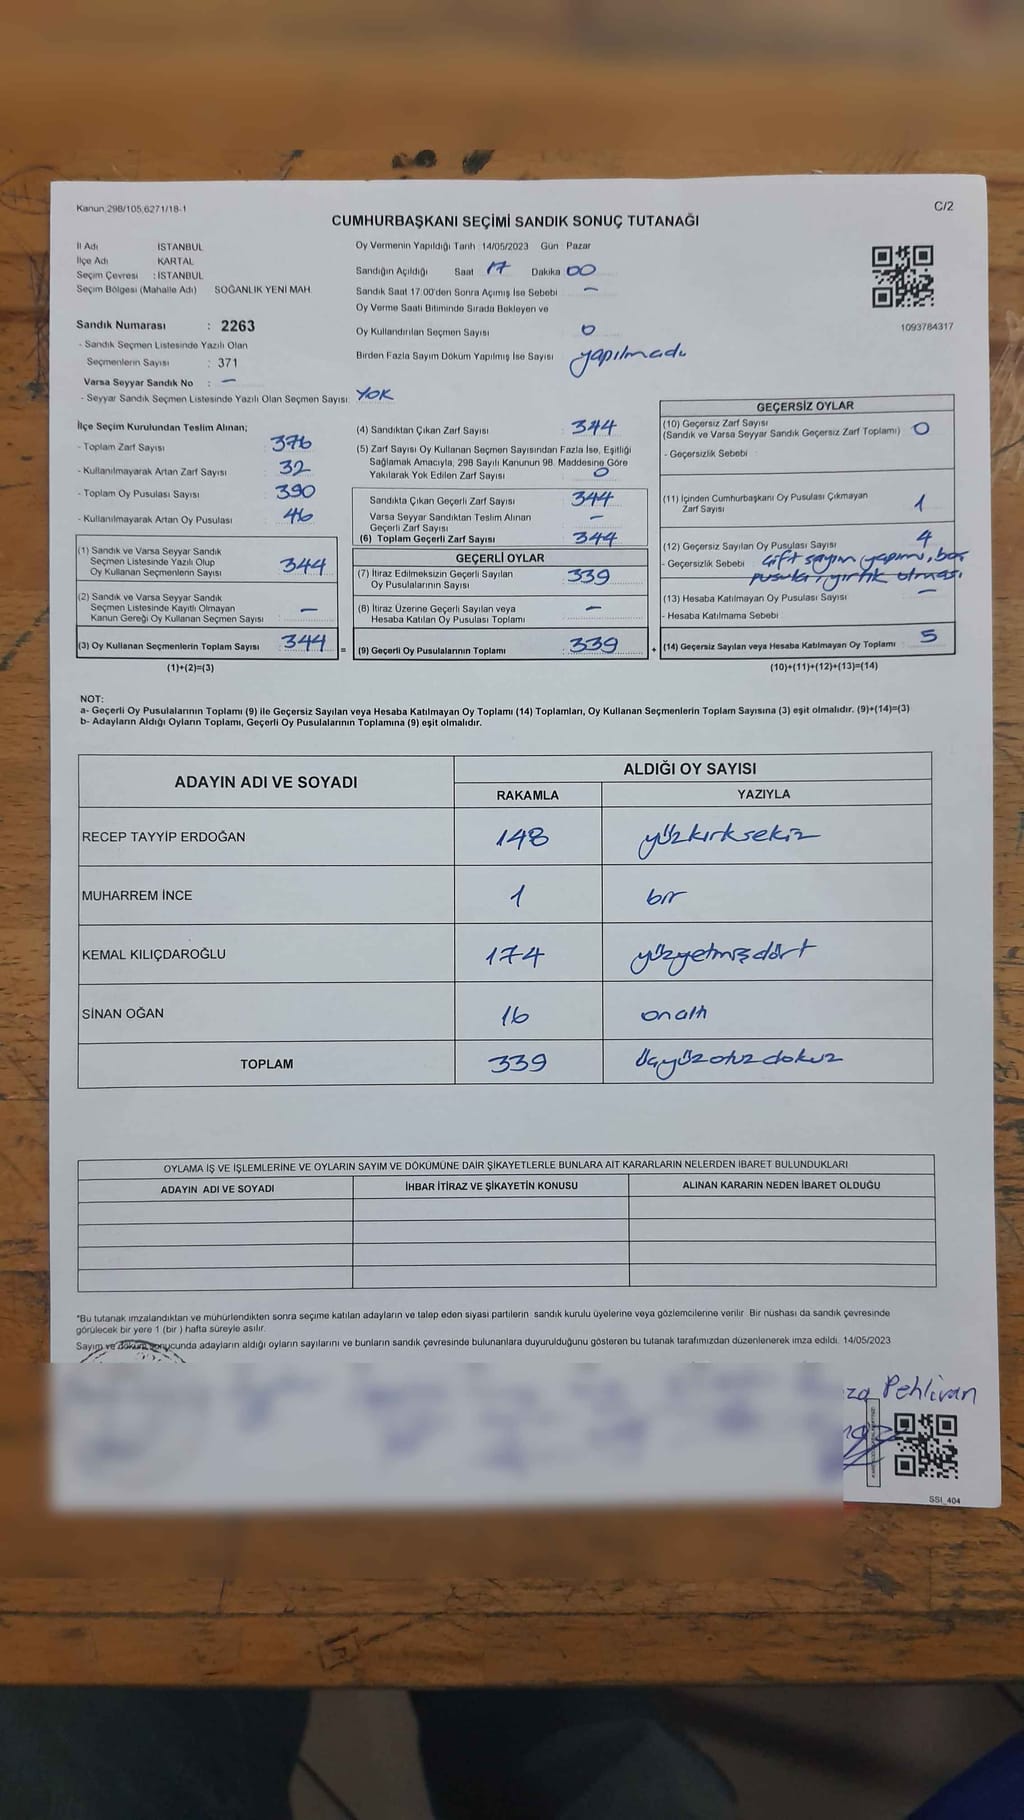 Kanun:298/105,6271/18-1
C/2
CUMHURBAŞKANI SEÇİMİ SANDIK SONUÇ TUTANAĞI
İl Adı İSTANBUL
İlçe Adı KARTAL
Seçim Çevresi : İSTANBUL
Seçim Bölgesi (Mahalle Adı) SOĞANLIK YENİ MAH.
Sandık Numarası : 2263
- Sandık Seçmen Listesinde Yazılı Olan
Seçmenlerin Sayısı : 371
Varsa Seyyar Sandık No : -
- Seyyar Sandık Seçmen Listesinde Yazılı Olan Seçmen Sayısı: YOK
Oy Vermenin Yapıldığı Tarih : 14/05/2023 Gün : Pazar
Sandığın Açıldığı Saat 17 Dakika 00
Sandık Saat 17:00'den Sonra Açımış İse Sebebi -
Oy Verme Saati Bitiminde Sırada Bekleyen ve
Oy Kullandırılan Seçmen Sayısı 0
Birden Fazla Sayım Döküm Yapılmış İse Sayısı yapılmadı
1093784317
İlçe Seçim Kurulundan Teslim Alınan;
- Toplam Zarf Sayısı 376
- Kullanılmayarak Artan Zarf Sayısı 32
- Toplam Oy Pusulası Sayısı 390
- Kullanılmayarak Artan Oy Pusulası 46
(1) Sandık ve Varsa Seyyar Sandık
Seçmen Listesinde Yazılı Olup
Oy Kullanan Seçmenlerin Sayısı 344
(2) Sandık ve Varsa Seyyar Sandık
Seçmen Listesinde Kayıtlı Olmayan
Kanun Gereği Oy Kullanan Seçmen Sayısı -
(3) Oy Kullanan Seçmenlerin Toplam Sayısı 344 =
(1)+(2)=(3)
(4) Sandıktan Çıkan Zarf Sayısı 344
(5) Zarf Sayısı Oy Kullanan Seçmen Sayısından Fazla İse, Eşitliği
Sağlamak Amacıyla, 298 Sayılı Kanunun 98. Maddesine Göre
Yakılarak Yok Edilen Zarf Sayısı 0
Sandıkta Çıkan Geçerli Zarf Sayısı 344
Varsa Seyyar Sandıktan Teslim Alınan
Geçerli Zarf Sayısı -
(6) Toplam Geçerli Zarf Sayısı 344
GEÇERLİ OYLAR
(7) İtiraz Edilmeksizin Geçerli Sayılan
Oy Pusulalarının Sayısı 339
(8) İtiraz Üzerine Geçerli Sayılan veya
Hesaba Katılan Oy Pusulası Toplamı -
(9) Geçerli Oy Pusulalarının Toplamı 339 +
GEÇERSİZ OYLAR
(10) Geçersiz Zarf Sayısı
(Sandık ve Varsa Seyyar Sandık Geçersiz Zarf Toplamı) 0
- Geçersizlik Sebebi :
(11) İçinden Cumhurbaşkanı Oy Pusulası Çıkmayan
Zarf Sayısı 1
(12) Geçersiz Sayılan Oy Pusulası Sayısı 4
- Geçersizlik Sebebi : çift sayım yapımı, boş
pusula, yırtık olması
(13) Hesaba Katılmayan Oy Pusulası Sayısı -
- Hesaba Katılmama Sebebi
(14) Geçersiz Sayılan veya Hesaba Katılmayan Oy Toplamı 5
(10)+(11)+(12)+(13)=(14)
NOT:
a- Geçerli Oy Pusulalarının Toplamı (9) ile Geçersiz Sayılan veya Hesaba Katılmayan Oy Toplamı (14) Toplamları, Oy Kullanan Seçmenlerin Toplam Sayısına (3) eşit olmalıdır. (9)+(14)=(3)
b- Adayların Aldığı Oyların Toplamı, Geçerli Oy Pusulalarının Toplamına (9) eşit olmalıdır.
ADAYIN ADI VE SOYADI
ALDIĞI OY SAYISI
RAKAMLA YAZIYLA
RECEP TAYYİP ERDOĞAN 148 yüzkırksekiz
MUHARREM İNCE 1 bir
KEMAL KILIÇDAROĞLU 174 yüzyetmişdört
SİNAN OĞAN 16 onaltı
TOPLAM 339 üçyüzotuzdokuz
OYLAMA İŞ VE İŞLEMLERİNE VE OYLARIN SAYIM VE DÖKÜMÜNE DAİR ŞİKAYETLERLE BUNLARA AİT KARARLARIN NELERDEN İBARET BULUNDUKLARI
ADAYIN ADI VE SOYADI İHBAR İTİRAZ VE ŞİKAYETİN KONUSU ALINAN KARARIN NEDEN İBARET OLDUĞU
*Bu tutanak imzalandıktan ve mühürlendikten sonra seçime katılan adayların ve talep eden siyasi partilerin sandık kurulu üyelerine veya gözlemcilerine verilir. Bir nüshası da sandık çevresinde
görülecek bir yere 1 (bir) hafta süreyle asılır.
Sayım ve döküm sonucunda adayların aldığı oyların sayılarını ve bunların sandık çevresinde bulunanlara duyurulduğunu gösteren bu tutanak tarafımızdan düzenlenerek imza edildi. 14/05/2023
za Pehlivan
SSI_404